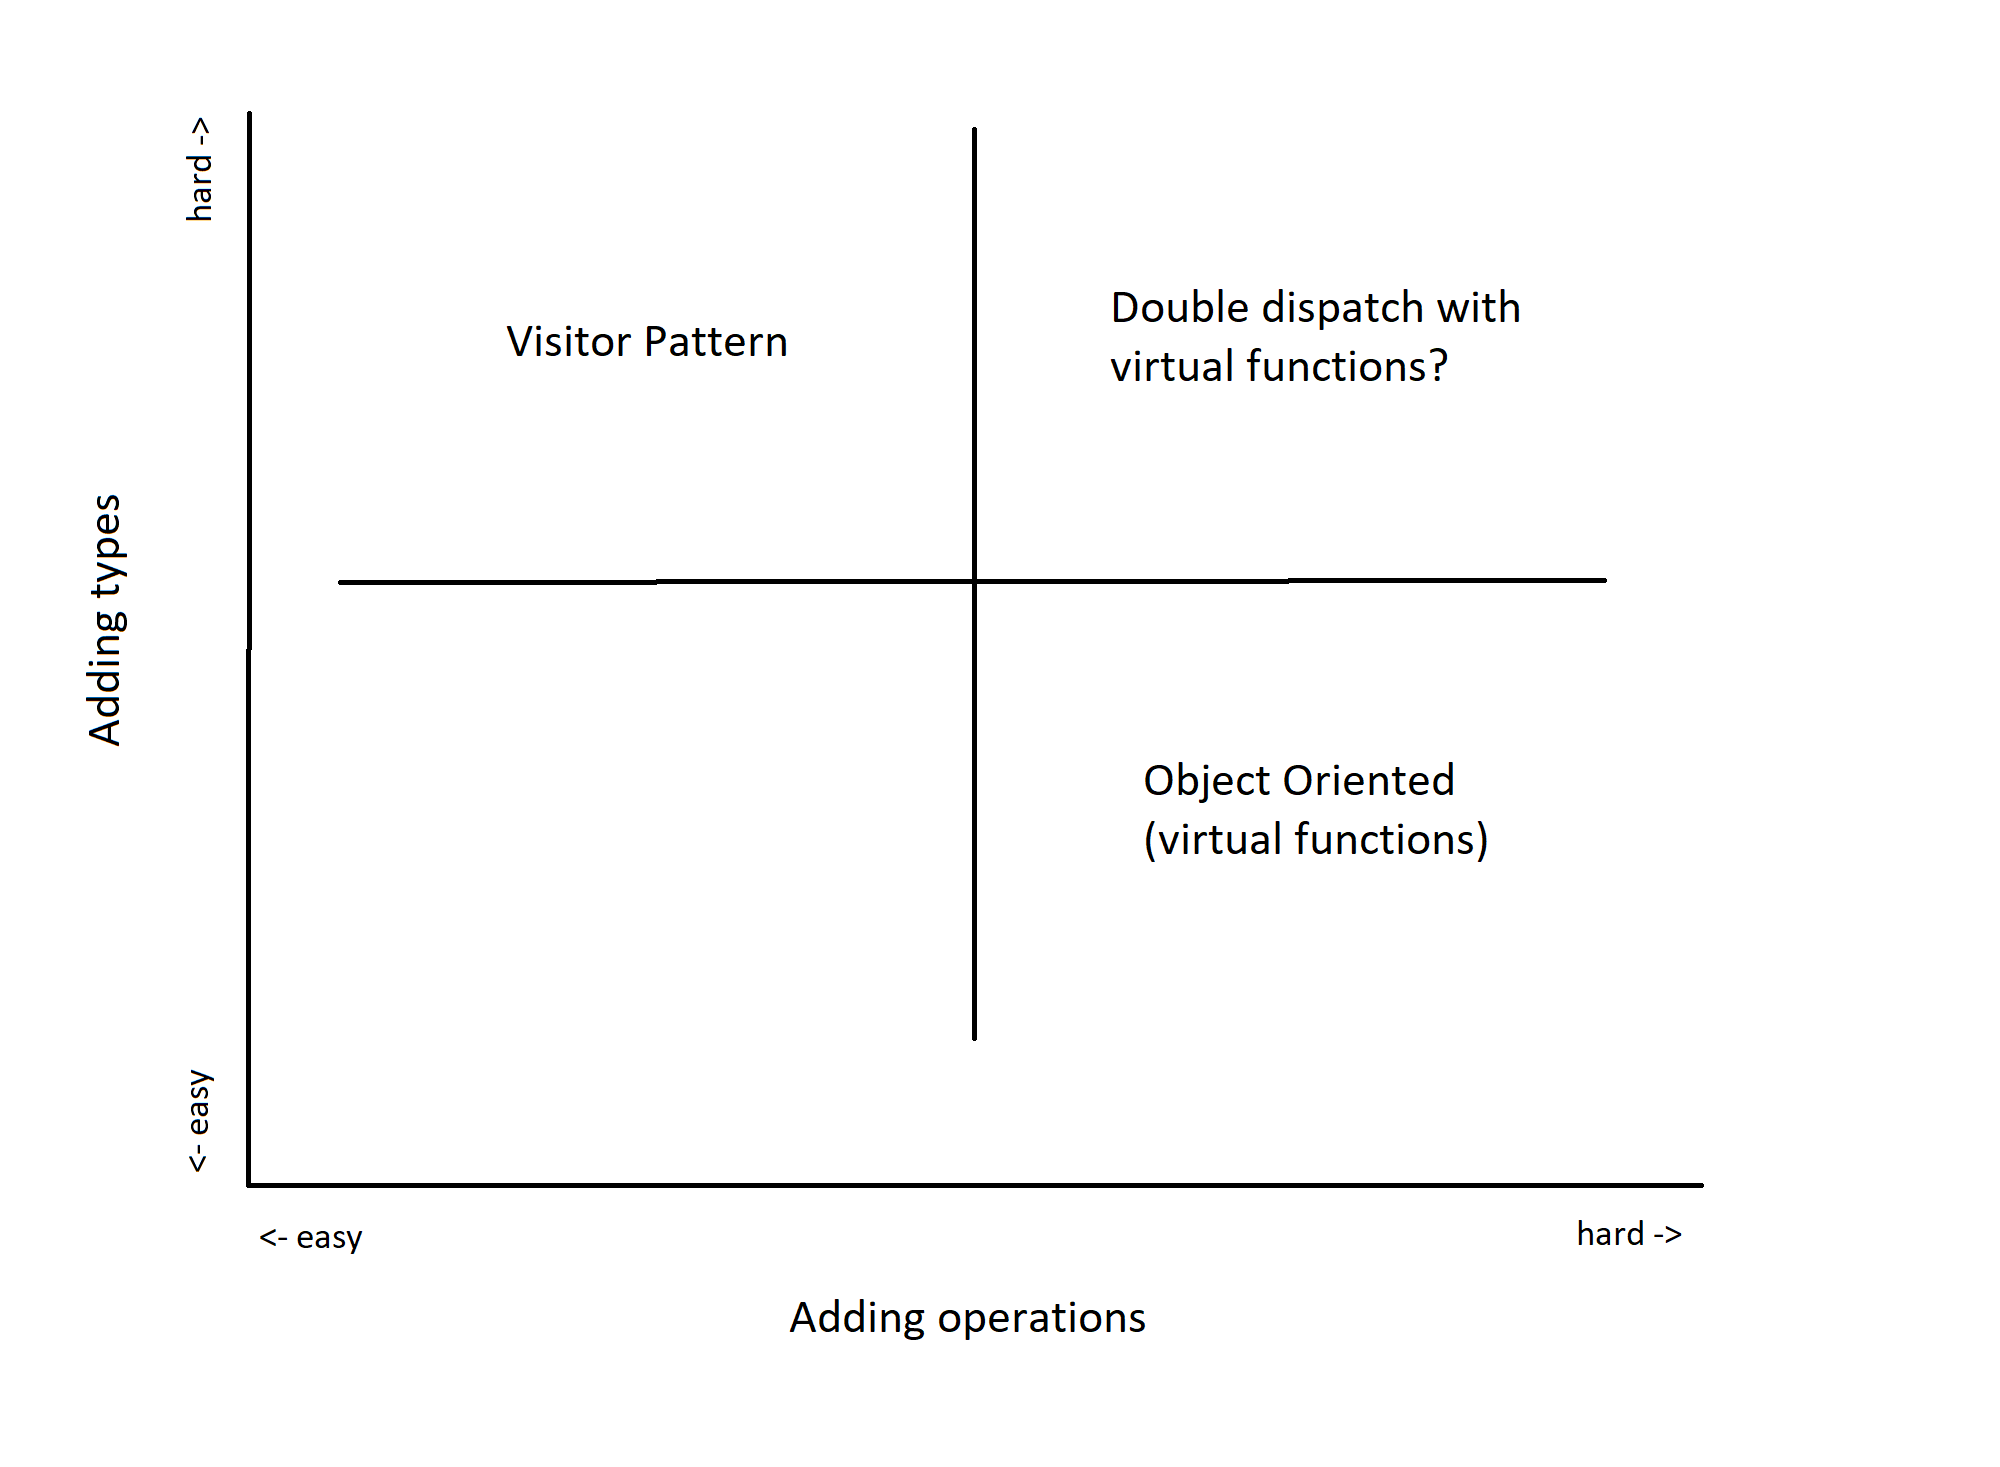 hard ->
Visitor Pattern
Double dispatch with
virtual functions?
Adding types
Object Oriented
(virtual functions)
<- easy
<- easy
hard ->
Adding operations